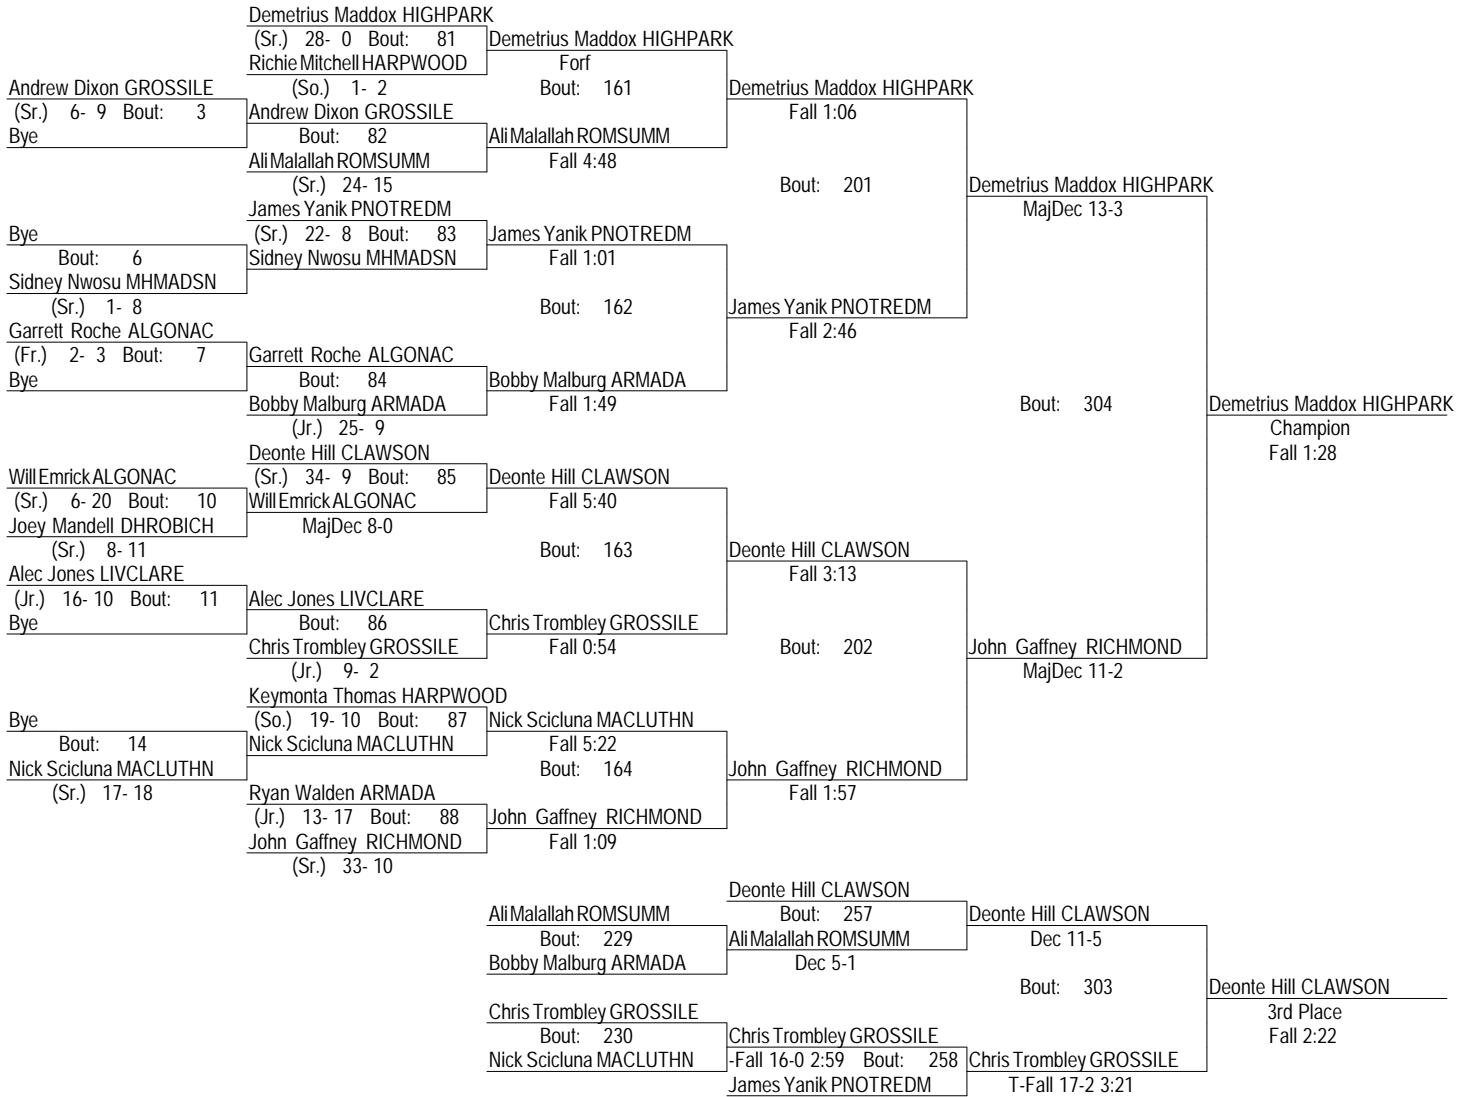 Demetrius Maddox HIGHPARK
(Sr.) 28- 0 Bout: 81 Demetrius Maddox HIGHPARK
Richie Mitchell HARPWOOD Forf
Andrew Dixon GROSSILE (So.) 1- 2 Bout: 161 Demetrius Maddox HIGHPARK
(Sr.) 6- 9 Bout: 3 Andrew Dixon GROSSILE Fall 1:06
Bye Bout: 82 Ali Malallah ROMSUMM
Ali Malallah ROMSUMM Fall 4:48
(Sr.) 24- 15 Bout: 201 Demetrius Maddox HIGHPARK
James Yanik PNOTREDM MajDec 13-3
Bye (Sr.) 22- 8 Bout: 83 James Yanik PNOTREDM
Bout: 6 Sidney Nwosu MHMADSN Fall 1:01
Sidney Nwosu MHMADSN
(Sr.) 1- 8 Bout: 162 James Yanik PNOTREDM
Garrett Roche ALGONAC Fall 2:46
(Fr.) 2- 3 Bout: 7 Garrett Roche ALGONAC
Bye Bout: 84 Bobby Malburg ARMADA
Bobby Malburg ARMADA Fall 1:49 Bout: 304 Demetrius Maddox HIGHPARK
(Jr.) 25- 9 Champion
Deonte Hill CLAWSON Fall 1:28
Will Emrick ALGONAC (Sr.) 34- 9 Bout: 85 Deonte Hill CLAWSON
(Sr.) 6- 20 Bout: 10 Will Emrick ALGONAC Fall 5:40
Joey Mandell DHROBICH MajDec 8-0
(Sr.) 8- 11 Bout: 163 Deonte Hill CLAWSON
Alec Jones LIVCLARE Fall 3:13
(Jr.) 16- 10 Bout: 11 Alec Jones LIVCLARE
Bye Bout: 86 Chris Trombley GROSSILE
Chris Trombley GROSSILE Fall 0:54 Bout: 202 John Gaffney RICHMOND
(Jr.) 9- 2 MajDec 11-2
Keymonta Thomas HARPWOOD
Bye (So.) 19- 10 Bout: 87 Nick Scicluna MACLUTHN
Bout: 14 Nick Scicluna MACLUTHN Fall 5:22
Nick Scicluna MACLUTHN Bout: 164 John Gaffney RICHMOND
(Sr.) 17- 18 Ryan Walden ARMADA Fall 1:57
(Jr.) 13- 17 Bout: 88 John Gaffney RICHMOND
John Gaffney RICHMOND Fall 1:09
(Sr.) 33- 10
Deonte Hill CLAWSON
Ali Malallah ROMSUMM Bout: 257 Deonte Hill CLAWSON
Bout: 229 Ali Malallah ROMSUMM Dec 11-5
Bobby Malburg ARMADA Dec 5-1
Bout: 303 Deonte Hill CLAWSON
Chris Trombley GROSSILE 3rd Place
Bout: 230 Chris Trombley GROSSILE Fall 2:22
Nick Scicluna MACLUTHN -Fall 16-0 2:59 Bout: 258 Chris Trombley GROSSILE
James Yanik PNOTREDM T-Fall 17-2 3:21